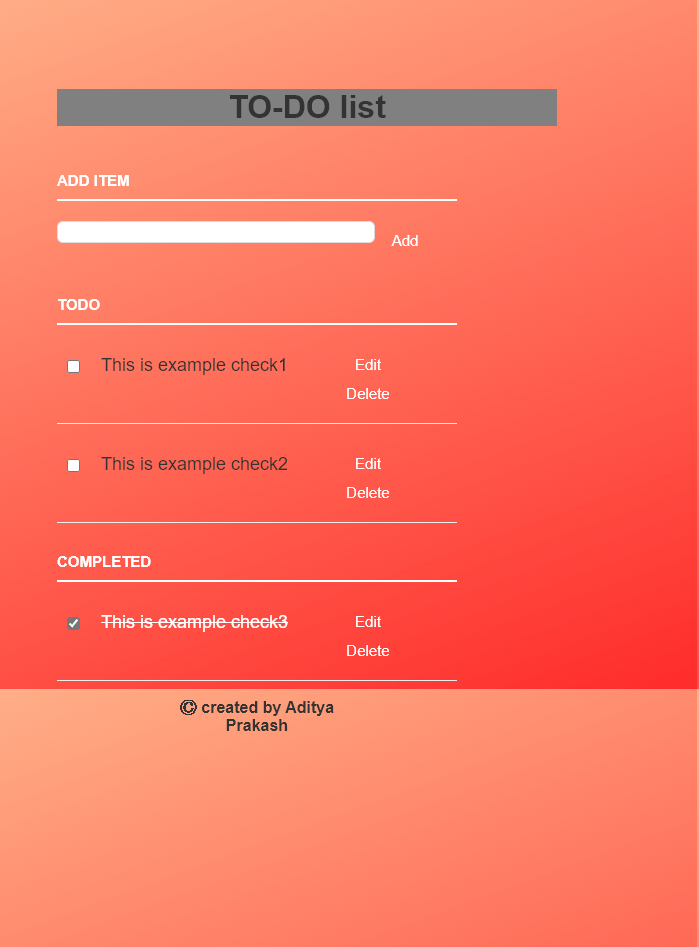 TO-DO list
ADD ITEM
Add
TODO
This is example check1
Edit
Delete
This is example check2
Edit
Delete
COMPLETED
This is example check3
Edit
Delete
© created by Aditya
Prakash